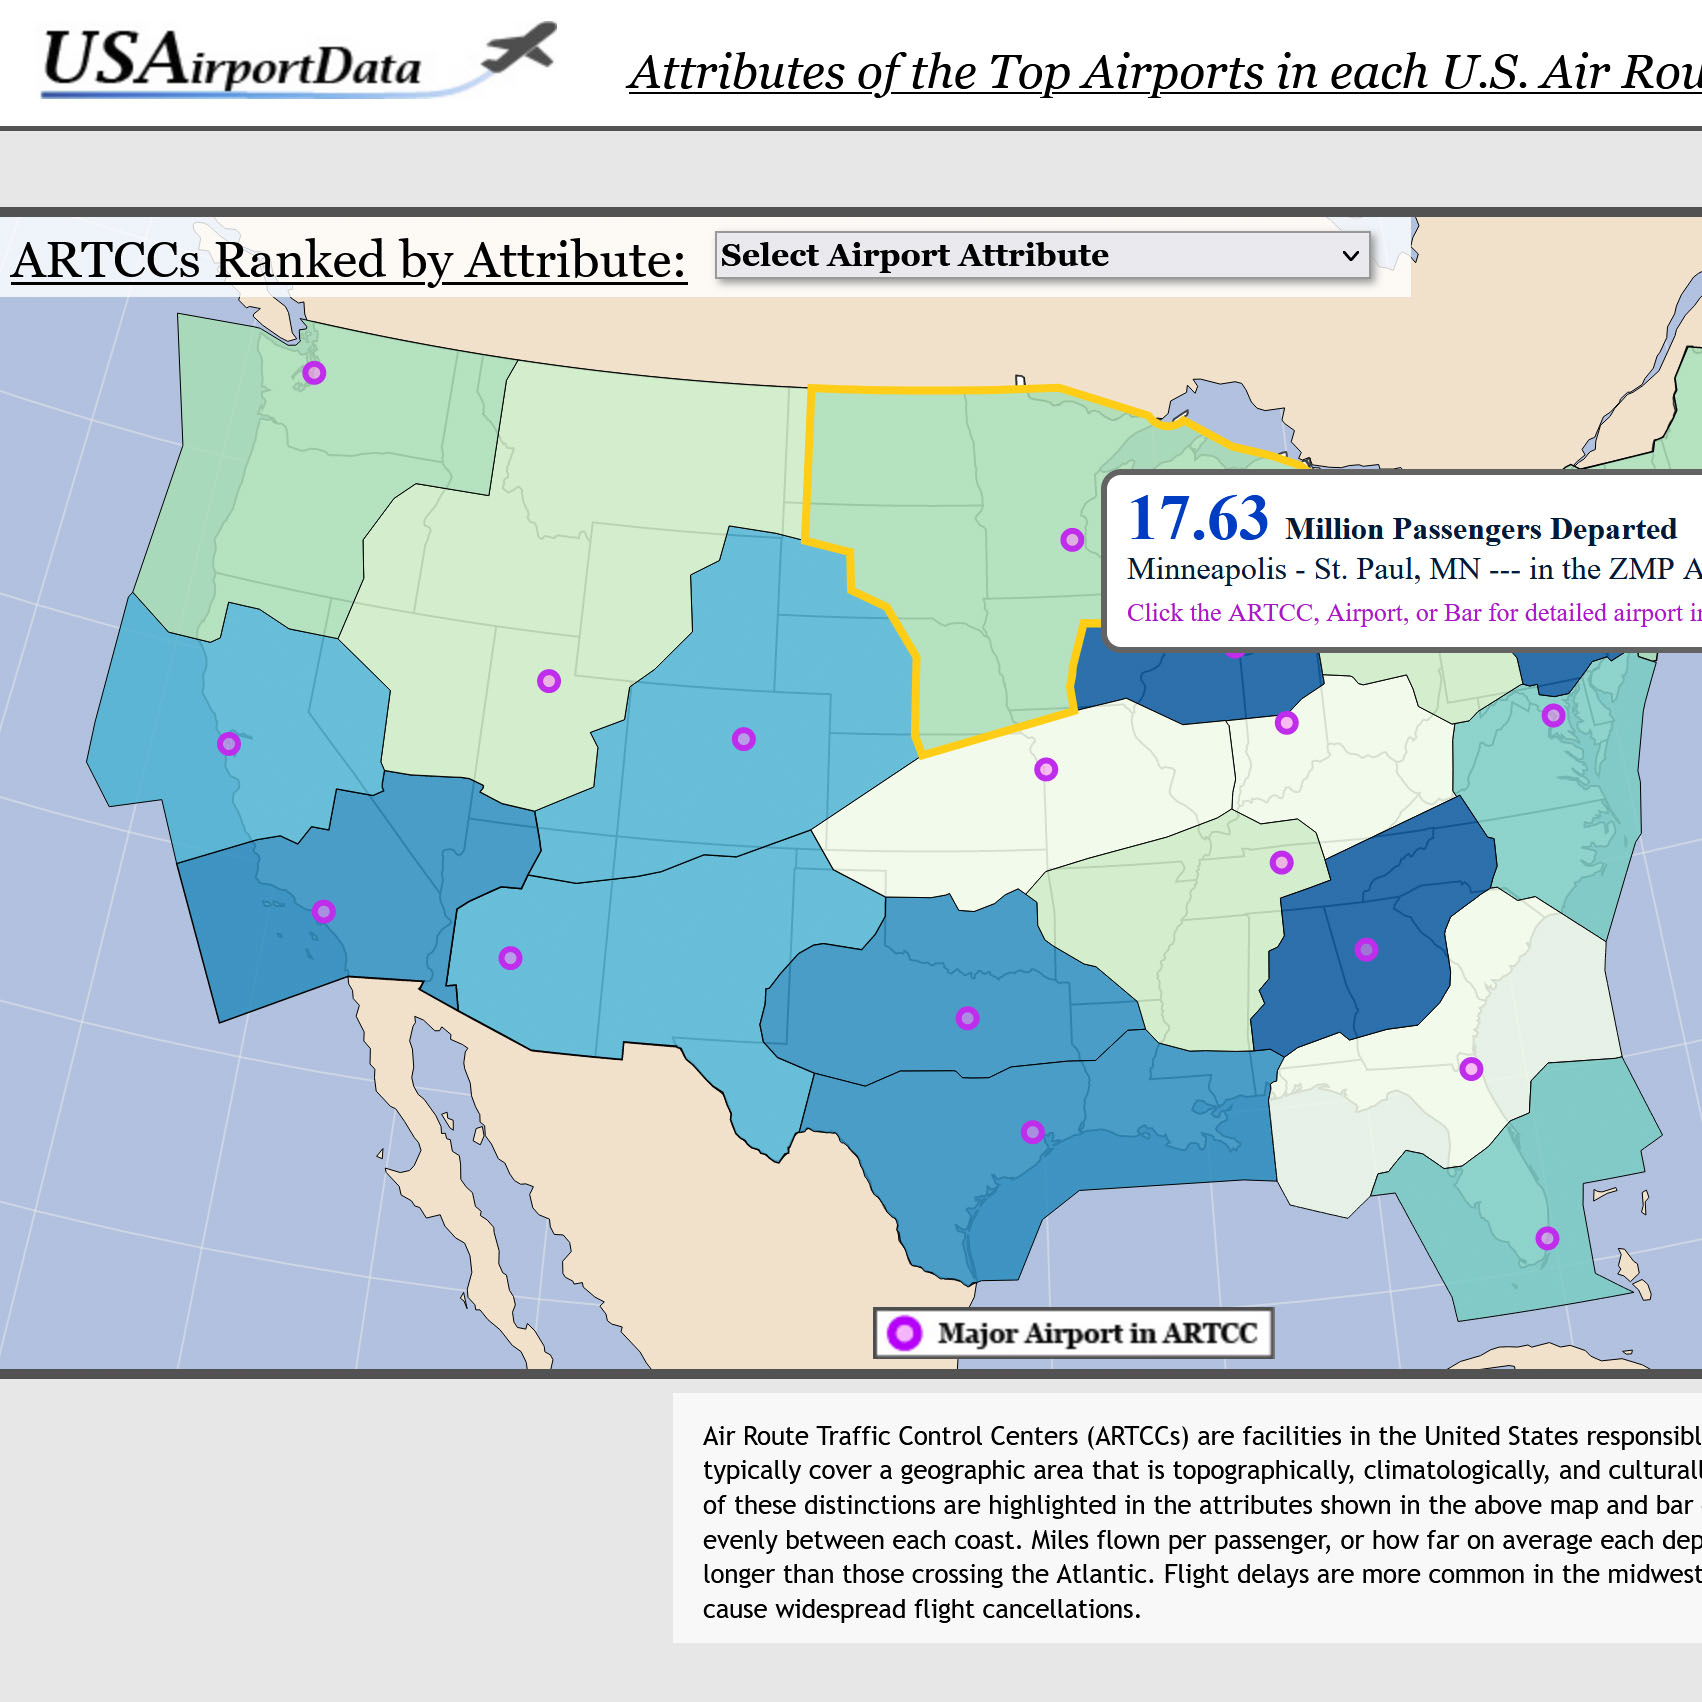 USAirportData
Attributes of the Top Airports in each U.S. Air
ARTCCs Ranked by Attribute:
Select Airport Attribute
17.63 Million Passengers Departed
Minneapolis - St. Paul, MN --- in the ZMP
Click the ARTCC, Airport, or Bar for detailed airport
Major Airport in ARTCC
Air Route Traffic Control Centers (ARTCCs) are facilities in the United States
typically cover a geographic area that is topographically, climatologically, and
of these distinctions are highlighted in the attributes shown in the above map and bar
evenly between each coast. Miles flown per passenger, or how far on average each
longer than those crossing the Atlantic. Flight delays are more common in the midwest
cause widespread flight cancellations.